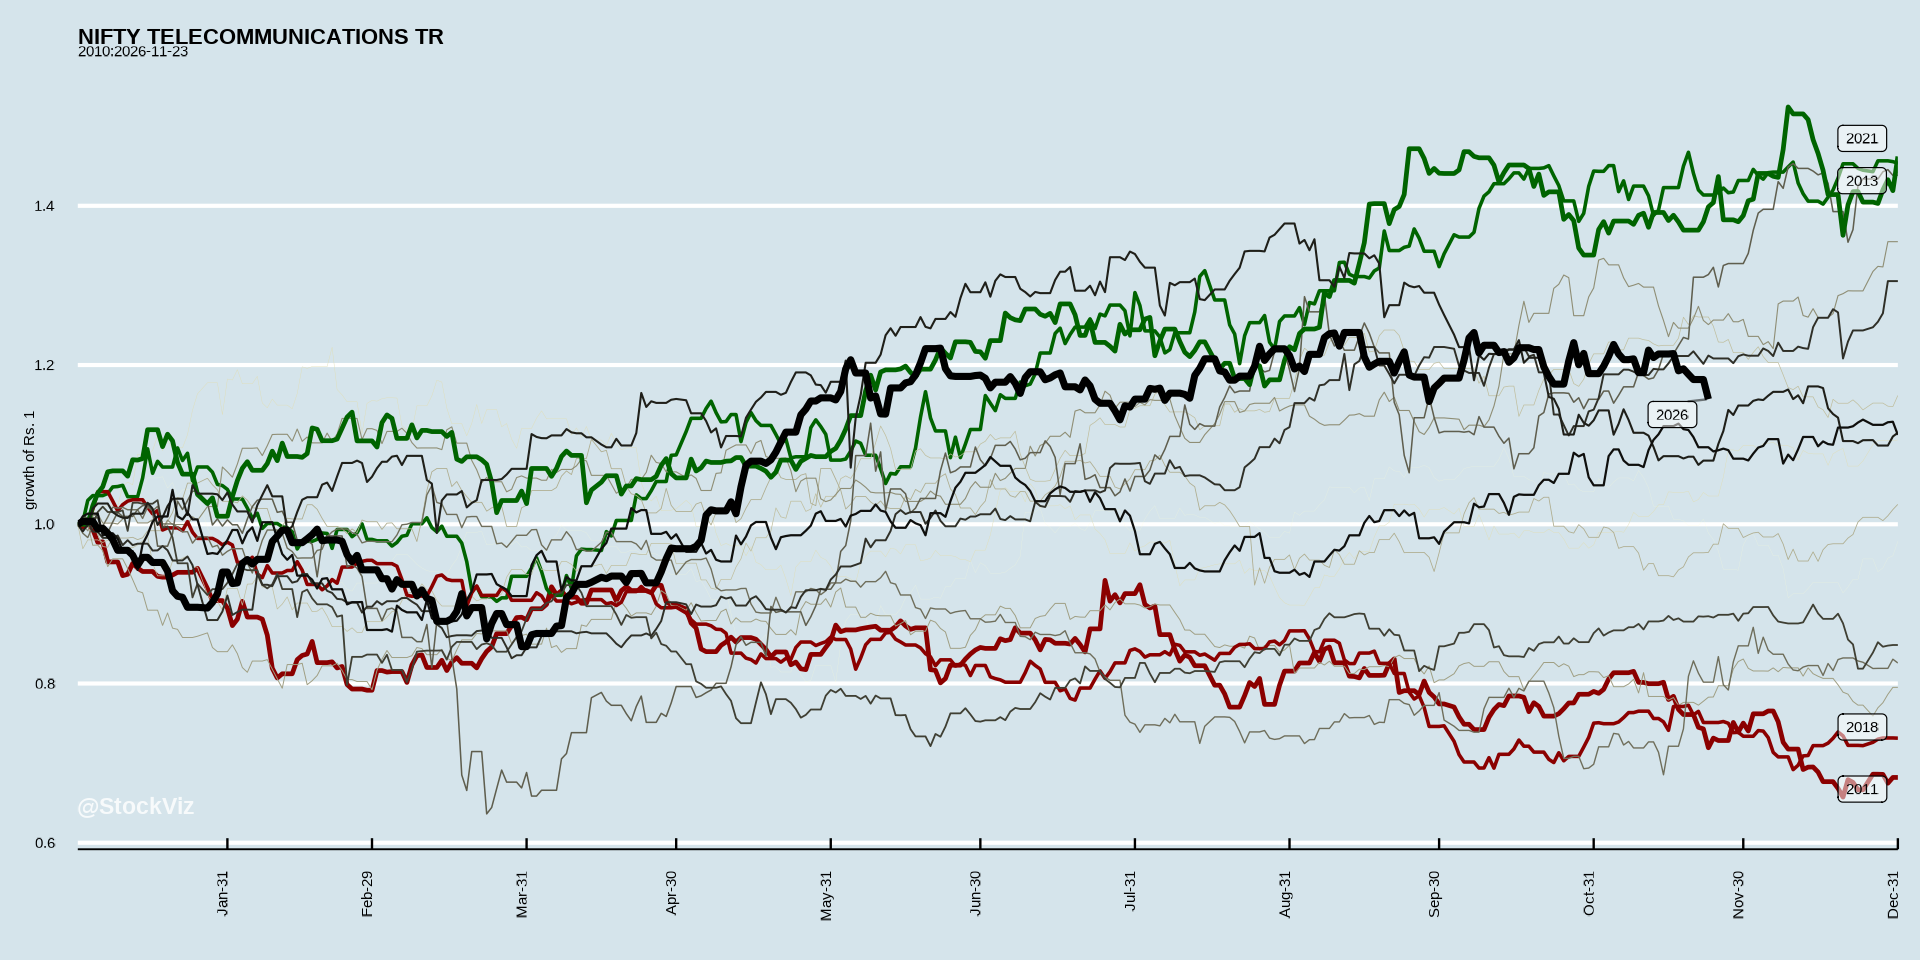 NIFTY TELECOMMUNICATIONS TR
2010:2026-11-23
growth of Rs. 1
1.4
1.2
1.0
0.8
0.6
2021
2013
2026
2018
2011
@StockViz
Jan-31
Feb-29
Mar-31
Apr-30
May-31
Jun-30
Jul-31
Aug-31
Sep-30
Oct-31
Nov-30
Dec-31